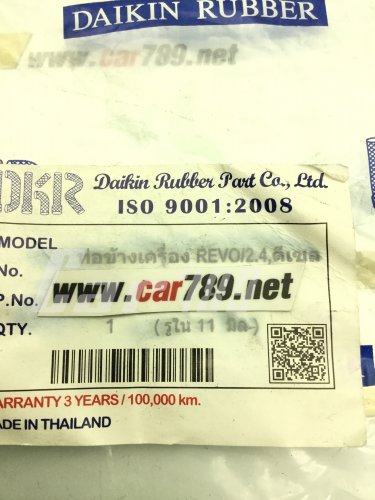 DAIKIN RUBBER
www.car789.net
DKR Daikin Rubber Part Co., Ltd.
ISO 9001:2008
MODEL ท่อข้างเครื่อง REVO/2.4,ดีเซล
No.
P.No. www.car789.net
QTY. 1 (รูใน 11 มิล.)
WARRANTY 3 YEARS / 100,000 km.
MADE IN THAILAND